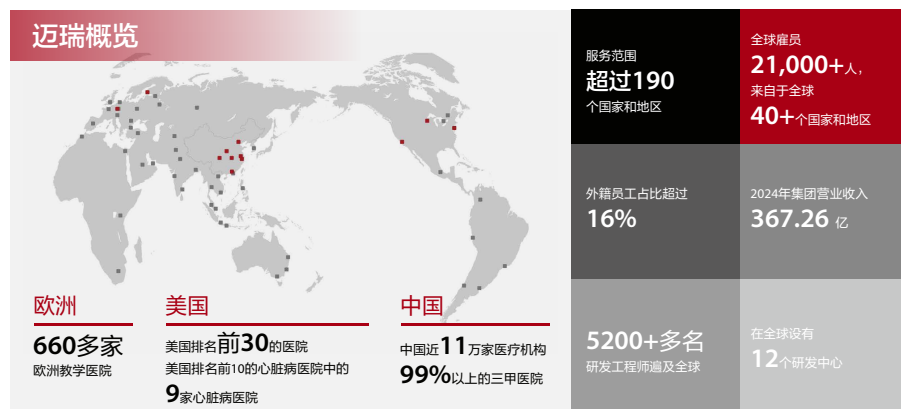 迈瑞概览
欧洲
660多家
欧洲教学医院
美国
美国排名前30的医院
美国排名前10的心脏病医院中的
9家心脏病医院
中国
中国近11万家医疗机构
99%以上的三甲医院
服务范围
超过190
个国家和地区
全球雇员
21,000+人,
来自于全球
40+个国家和地区
外籍员工占比超过
16%
2024年集团营业收入
367.26 亿
5200+多名
研发工程师遍及全球
在全球设有
12个研发中心